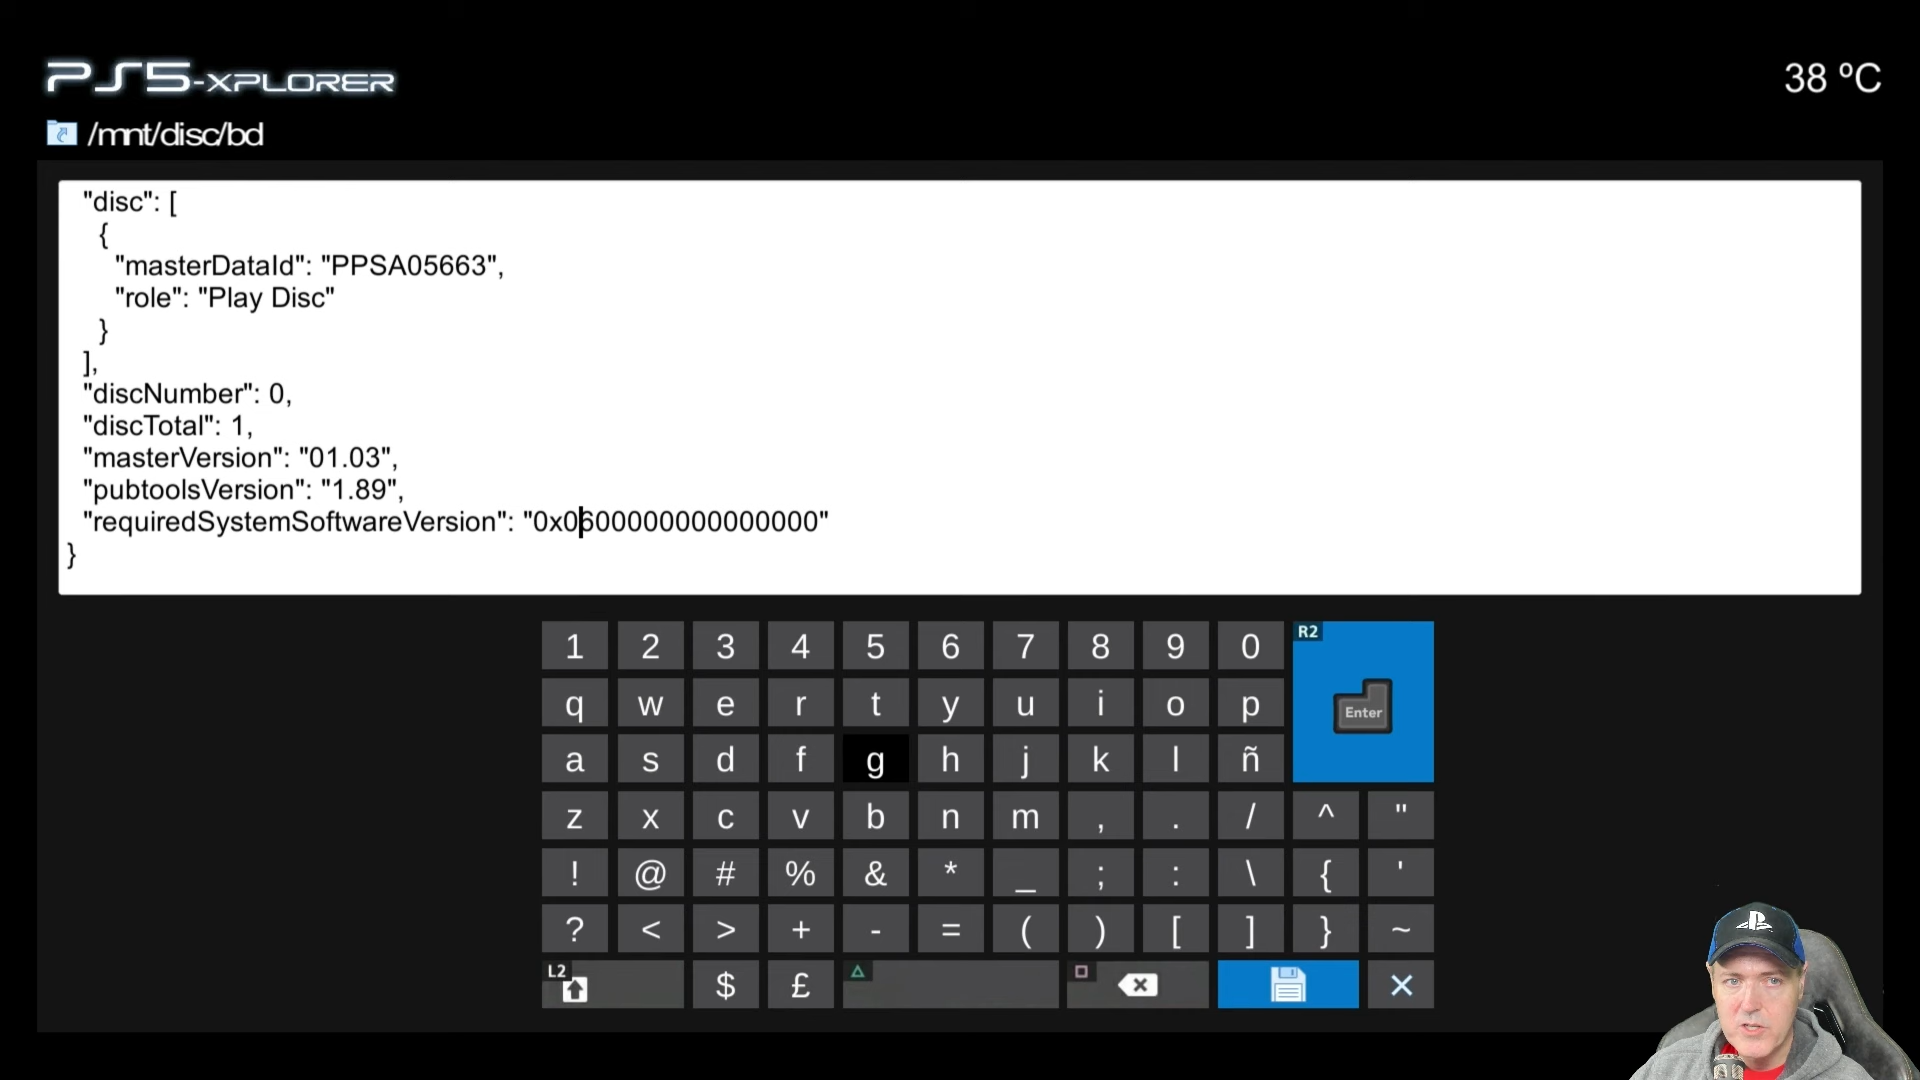 PS5-XPLORER
38 ºC
/mnt/disc/bd
"disc": [
{
"masterDataId": "PPSA05663",
"role": "Play Disc"
}
],
"discNumber": 0,
"discTotal": 1,
"masterVersion": "01.03",
"pubtoolsVersion": "1.89",
"requiredSystemSoftwareVersion": "0x0600000000000000"
}
1 2 3 4 5 6 7 8 9 0 R2
q w e r t y u i o p Enter
a s d f g h j k l ñ
z x c v b n m , . / ^ "
! @ # % & * _ ; : \ { '
? < > + - = ( ) [ ] } ~
L2 $ £